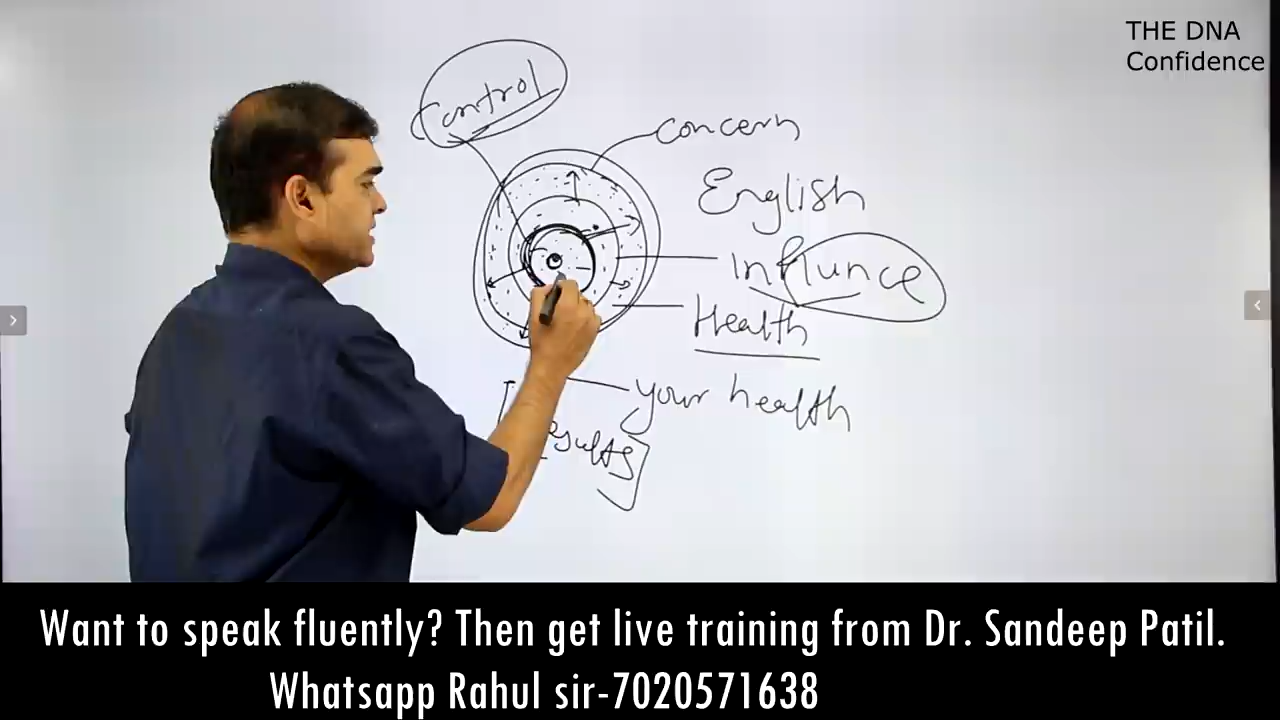 THE DNA
Confidence
Control
Concern
English
influnce
Health
your health
Results
Want to speak fluently? Then get live training from Dr. Sandeep Patil.
Whatsapp Rahul sir-7020571638